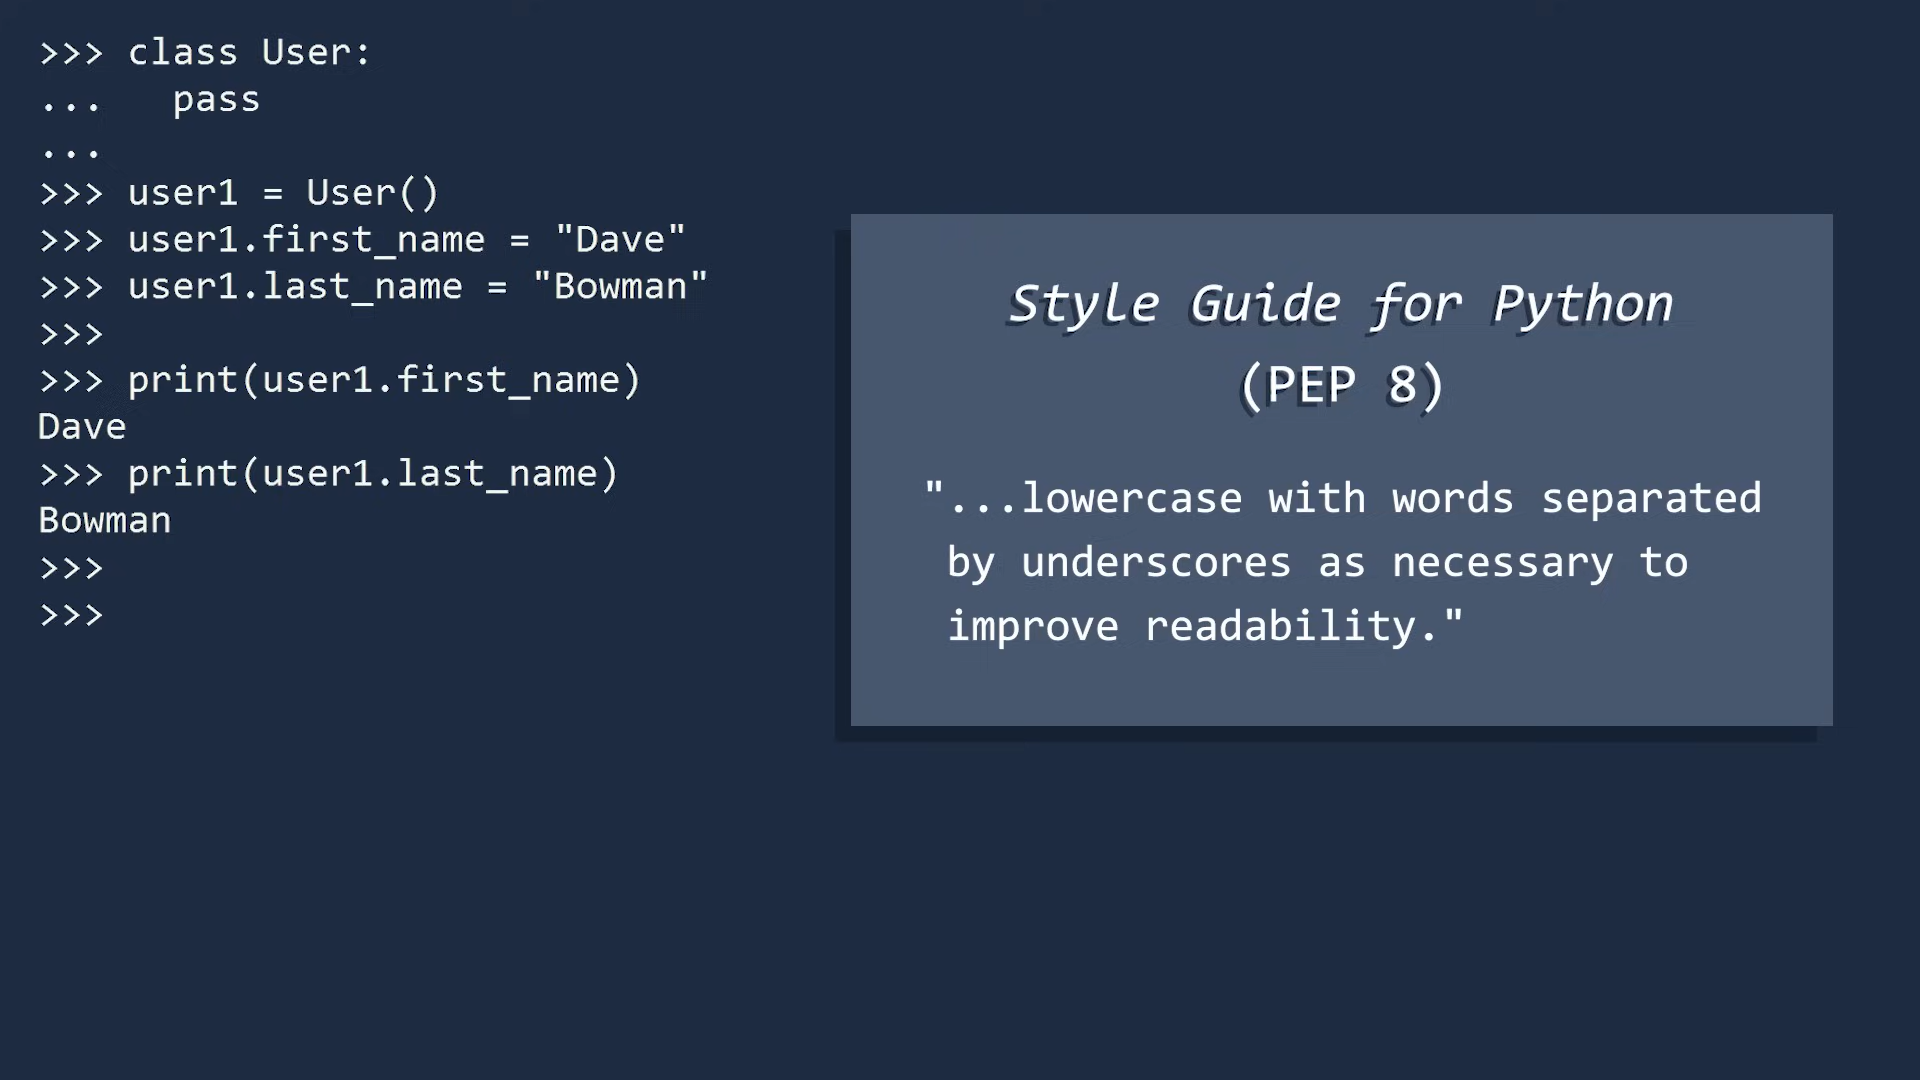 >>> class User:
...   pass
...
>>> user1 = User()
>>> user1.first_name = "Dave"
>>> user1.last_name = "Bowman"
>>>
>>> print(user1.first_name)
Dave
>>> print(user1.last_name)
Bowman
>>>
>>>
Style Guide for Python
(PEP 8)
"...lowercase with words separated
by underscores as necessary to
improve readability."